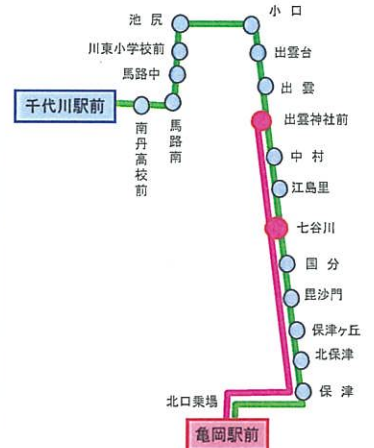 池尻
小口
川東小学校前
出雲台
馬路中
出雲
千代川駅前
南丹高校前
馬路南
出雲神社前
中村
江島里
七谷川
国分
毘沙門
保津ヶ丘
北保津
保津
北口乗場
亀岡駅前